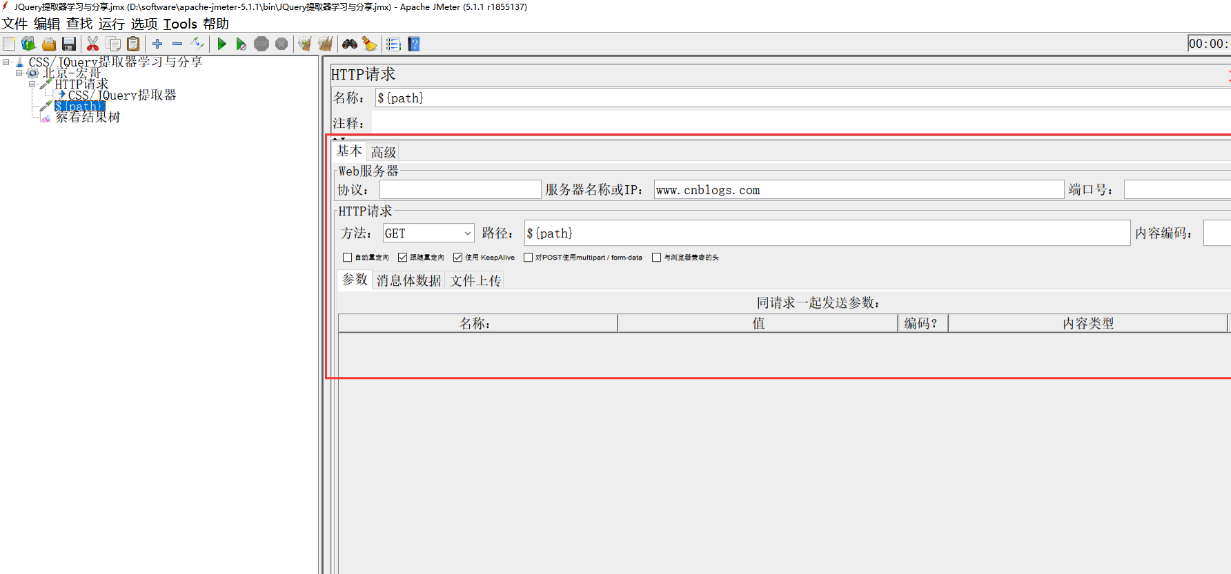 JQuery提取器学习与分享.jmx (D:\software\apache-jmeter-5.1.1\bin\JQuery提取器学习与分享.jmx) - Apache JMeter (5.1.1 r1855137)
文件 编辑 查找 运行 选项 Tools 帮助
00:00:
CSS/JQuery提取器学习与分享
北京-宏哥
HTTP请求
CSS/JQuery提取器
${path}
察看结果树
HTTP请求
名称： ${path}
注释：
基本 高级
Web服务器
协议： 服务器名称或IP： www.cnblogs.com 端口号：
HTTP请求
方法： GET 路径： ${path} 内容编码：
自动重定向 跟随重定向 使用 KeepAlive 对POST使用multipart / form-data 与浏览器兼容的头
参数 消息体数据 文件上传
同请求一起发送参数：
名称： 值 编码？ 内容类型